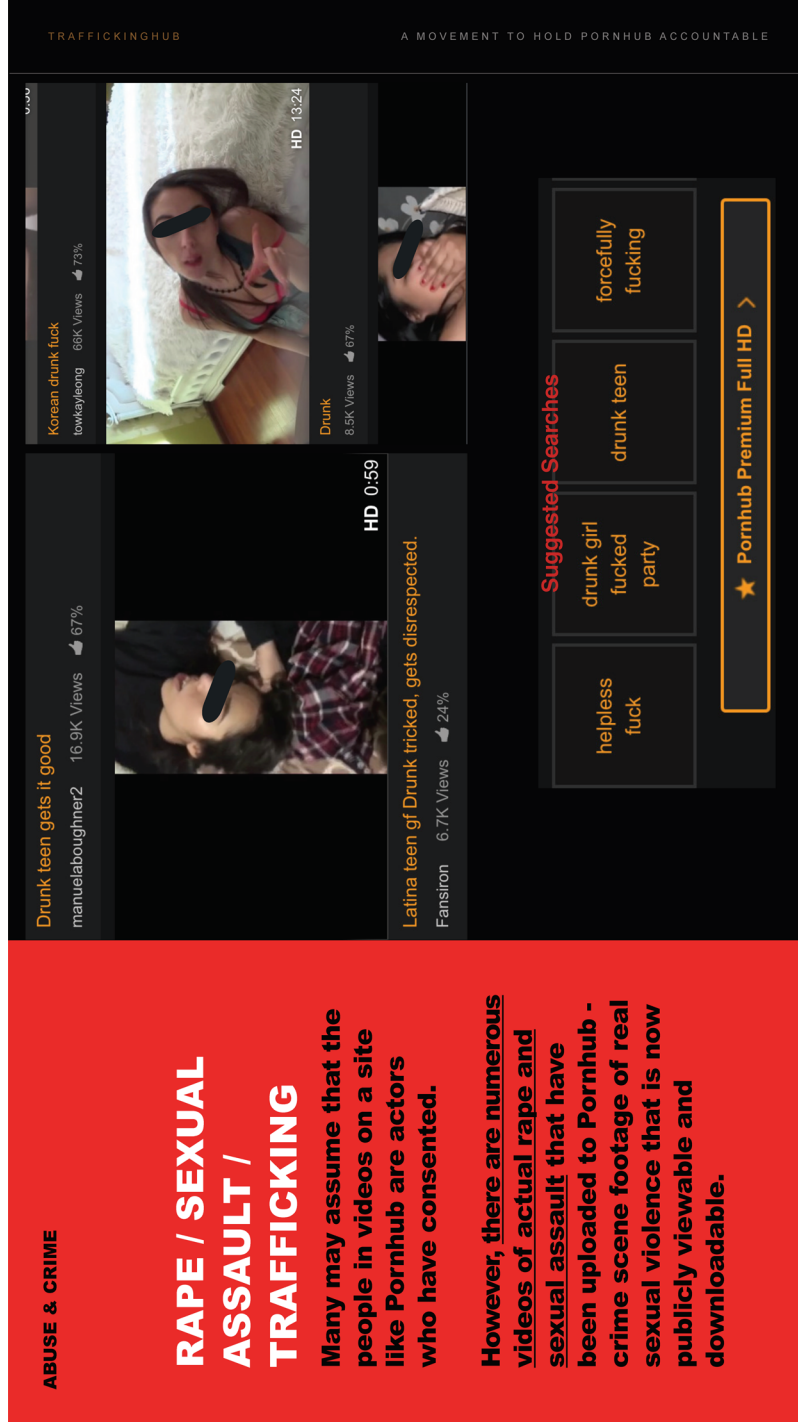 TRAFFICKINGHUB
A MOVEMENT TO HOLD PORNHUB ACCOUNTABLE
ABUSE & CRIME
RAPE / SEXUAL
ASSAULT /
TRAFFICKING
Many may assume that the
people in videos on a site
like Pornhub are actors
who have consented.
However, there are numerous
videos of actual rape and
sexual assault that have
been uploaded to Pornhub -
crime scene footage of real
sexual violence that is now
publicly viewable and
downloadable.
Drunk teen gets it good
manuelaboughner2 16.9K Views 67%
HD 0:59
Latina teen gf Drunk tricked, gets disrespected.
Fansiron 6.7K Views 24%
Korean drunk fuck
towkayleong 66K Views 73%
HD 13:24
Drunk
8.5K Views 67%
Suggested Searches
helpless
fuck
drunk girl
fucked
party
drunk teen
forcefully
fucking
Pornhub Premium Full HD >